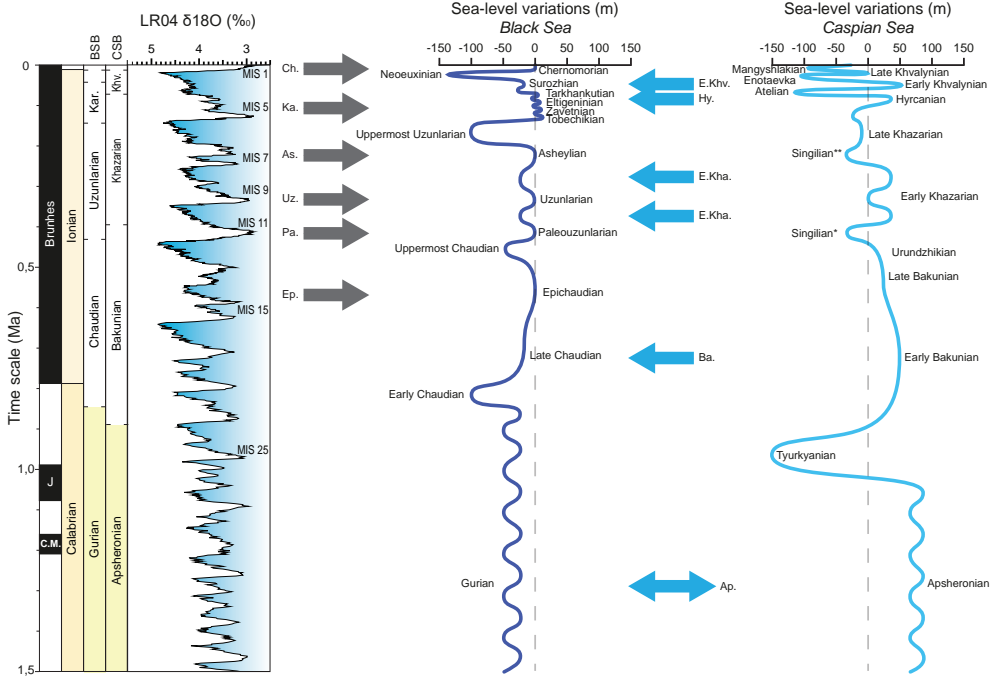 LR04 δ18O (‰)
5 4 3
BSB
CSB
Time scale (Ma)
0
0,5
1,0
1,5
Brunhes
J
C.M.
Ionian
Calabrian
Kar.
Uzunlarian
Chaudian
Gurian
Khv.
Khazarian
Bakunian
Apsheronian
MIS 1
MIS 5
MIS 7
MIS 9
MIS 11
MIS 15
MIS 25
Ch.
Ka.
As.
Uz.
Pa.
Ep.
Sea-level variations (m)
Black Sea
-150 -100 -50 0 50 100 150
Chernomorian
Neoeuxinian
Surozhian
Tarkhankutian
Eltigeninian
Zavetnian
Tobechikian
Uppermost Uzunlarian
Asheylian
Uzunlarian
Paleouzunlarian
Uppermost Chaudian
Epichaudian
Late Chaudian
Early Chaudian
Gurian
E.Khv.
Hy.
E.Kha.
E.Kha.
Ba.
Ap.
Sea-level variations (m)
Caspian Sea
-150 -100 -50 0 50 100 150
Mangyshlakian
Late Khvalynian
Enotaevka
Early Khvalynian
Atelian
Hyrcanian
Late Khazarian
Singilian**
Early Khazarian
Singilian*
Urundzhikian
Late Bakunian
Early Bakunian
Tyurkyanian
Apsheronian